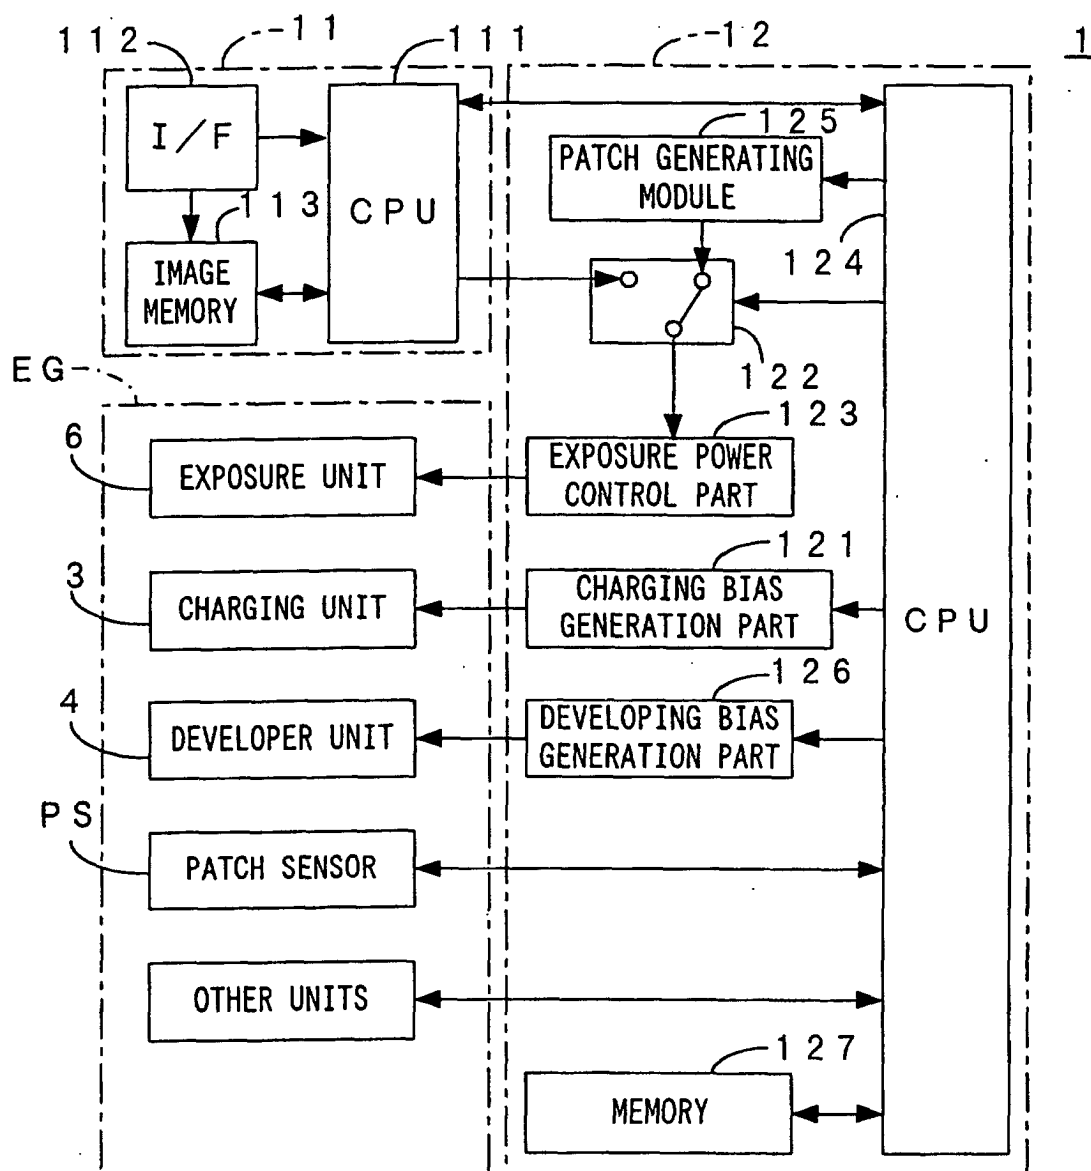 112
11
111
12
1
I/F
CPU
125
PATCH GENERATING
MODULE
113
IMAGE
MEMORY
124
122
EG
123
6
EXPOSURE UNIT
EXPOSURE POWER
CONTROL PART
121
3
CHARGING UNIT
CHARGING BIAS
GENERATION PART
CPU
126
4
DEVELOPER UNIT
DEVELOPING BIAS
GENERATION PART
PS
PATCH SENSOR
OTHER UNITS
127
MEMORY